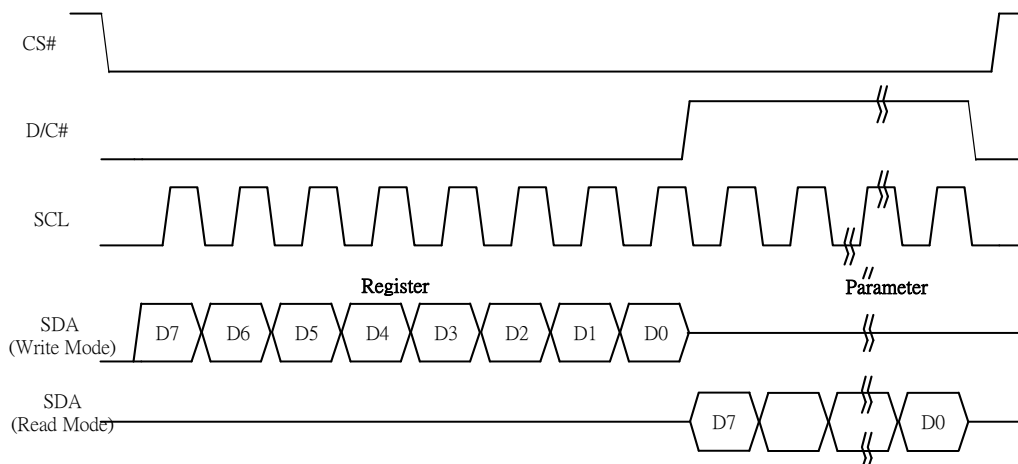 CS#
D/C#
SCL
Register
Parameter
SDA
(Write Mode)
D7 D6 D5 D4 D3 D2 D1 D0
SDA
(Read Mode)
D7 D0